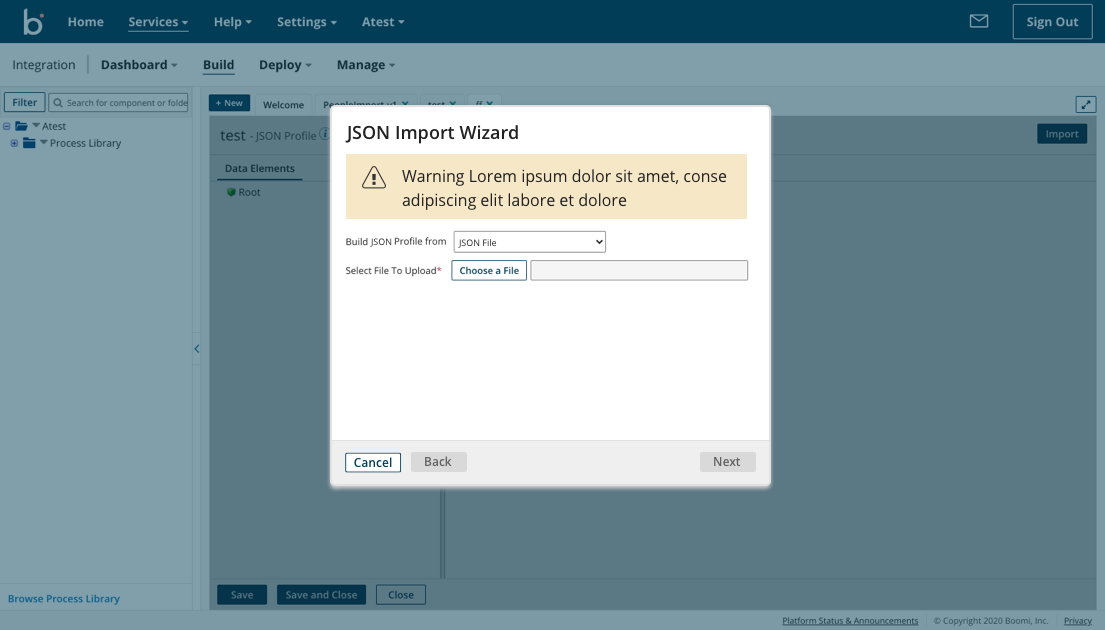 b Home Services Help Settings Atest Sign Out
Integration Dashboard Build Deploy Manage
Filter Search for component or folde
+ New Welcome PeopleImport v1 test
Atest
Process Library
test - JSON Profile
Import
Data Elements
Root
JSON Import Wizard
Warning Lorem ipsum dolor sit amet, conse
adipiscing elit labore et dolore
Build JSON Profile from JSON File
Select File To Upload* Choose a File
Cancel Back Next
Save Save and Close Close
Browse Process Library
Platform Status & Announcements © Copyright 2020 Boomi, Inc. Privacy